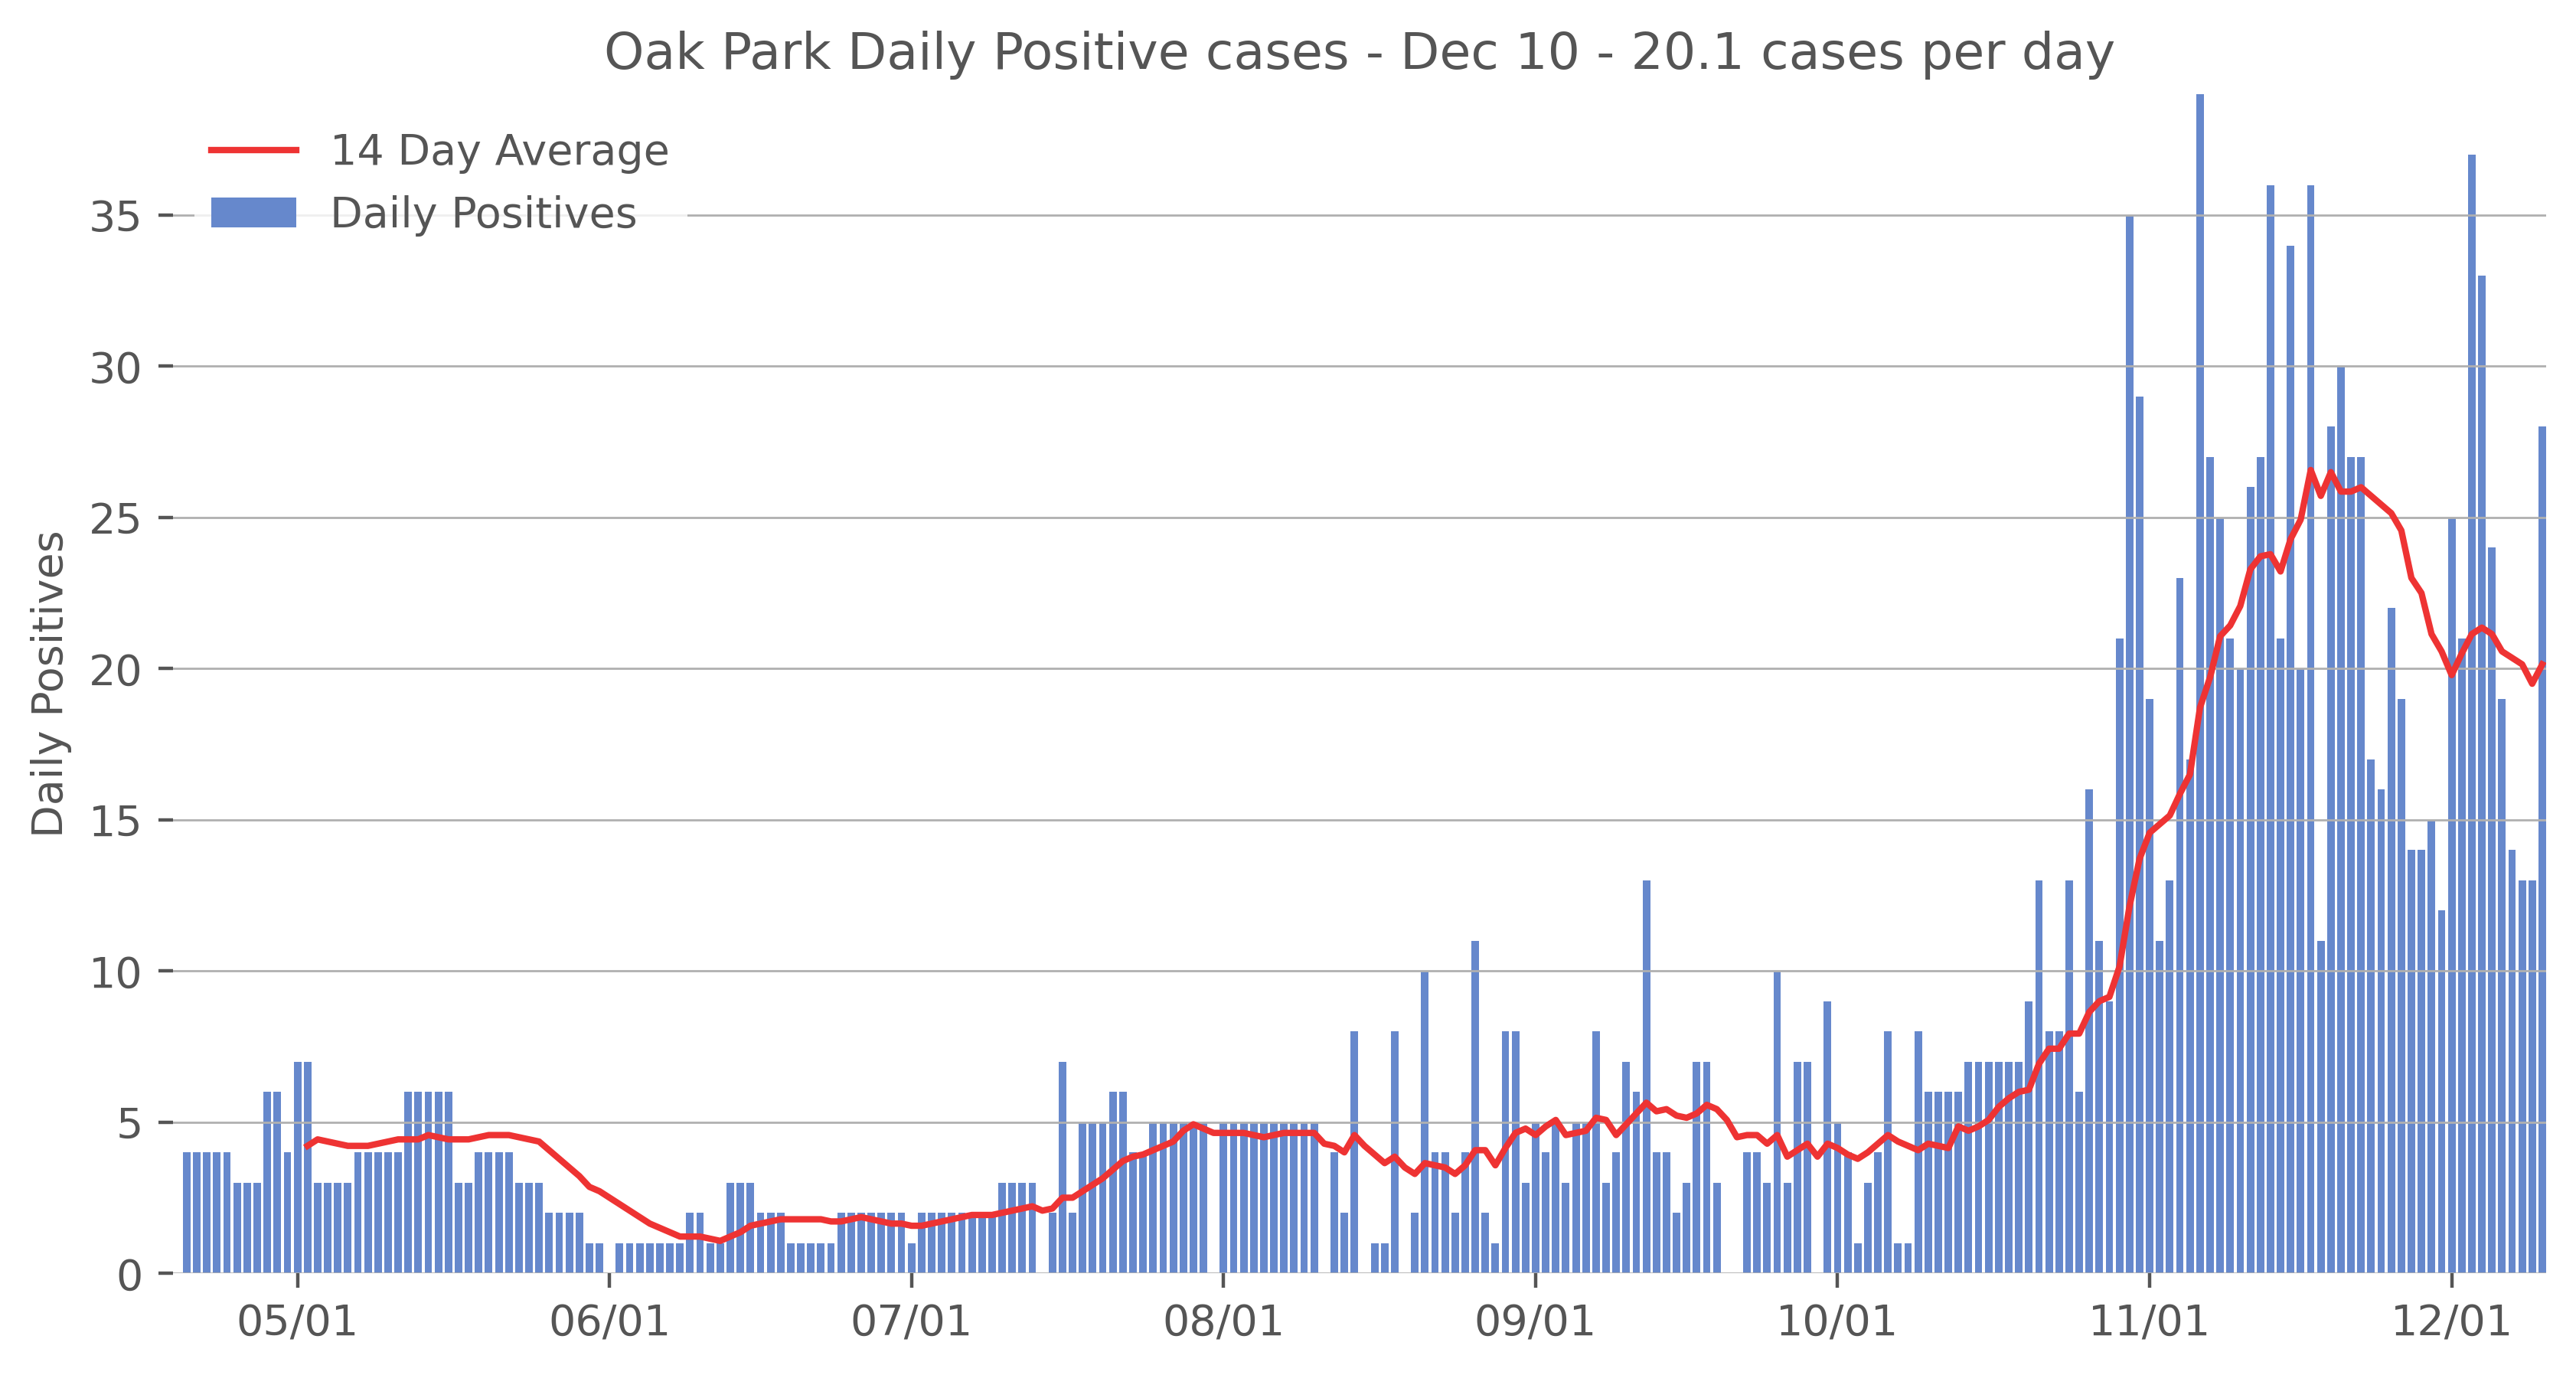 Oak Park Daily Positive cases - Dec 10 - 20.1 cases per day
14 Day Average
Daily Positives
35
30
25
20
15
10
5
0
Daily Positives
05/01 06/01 07/01 08/01 09/01 10/01 11/01 12/01